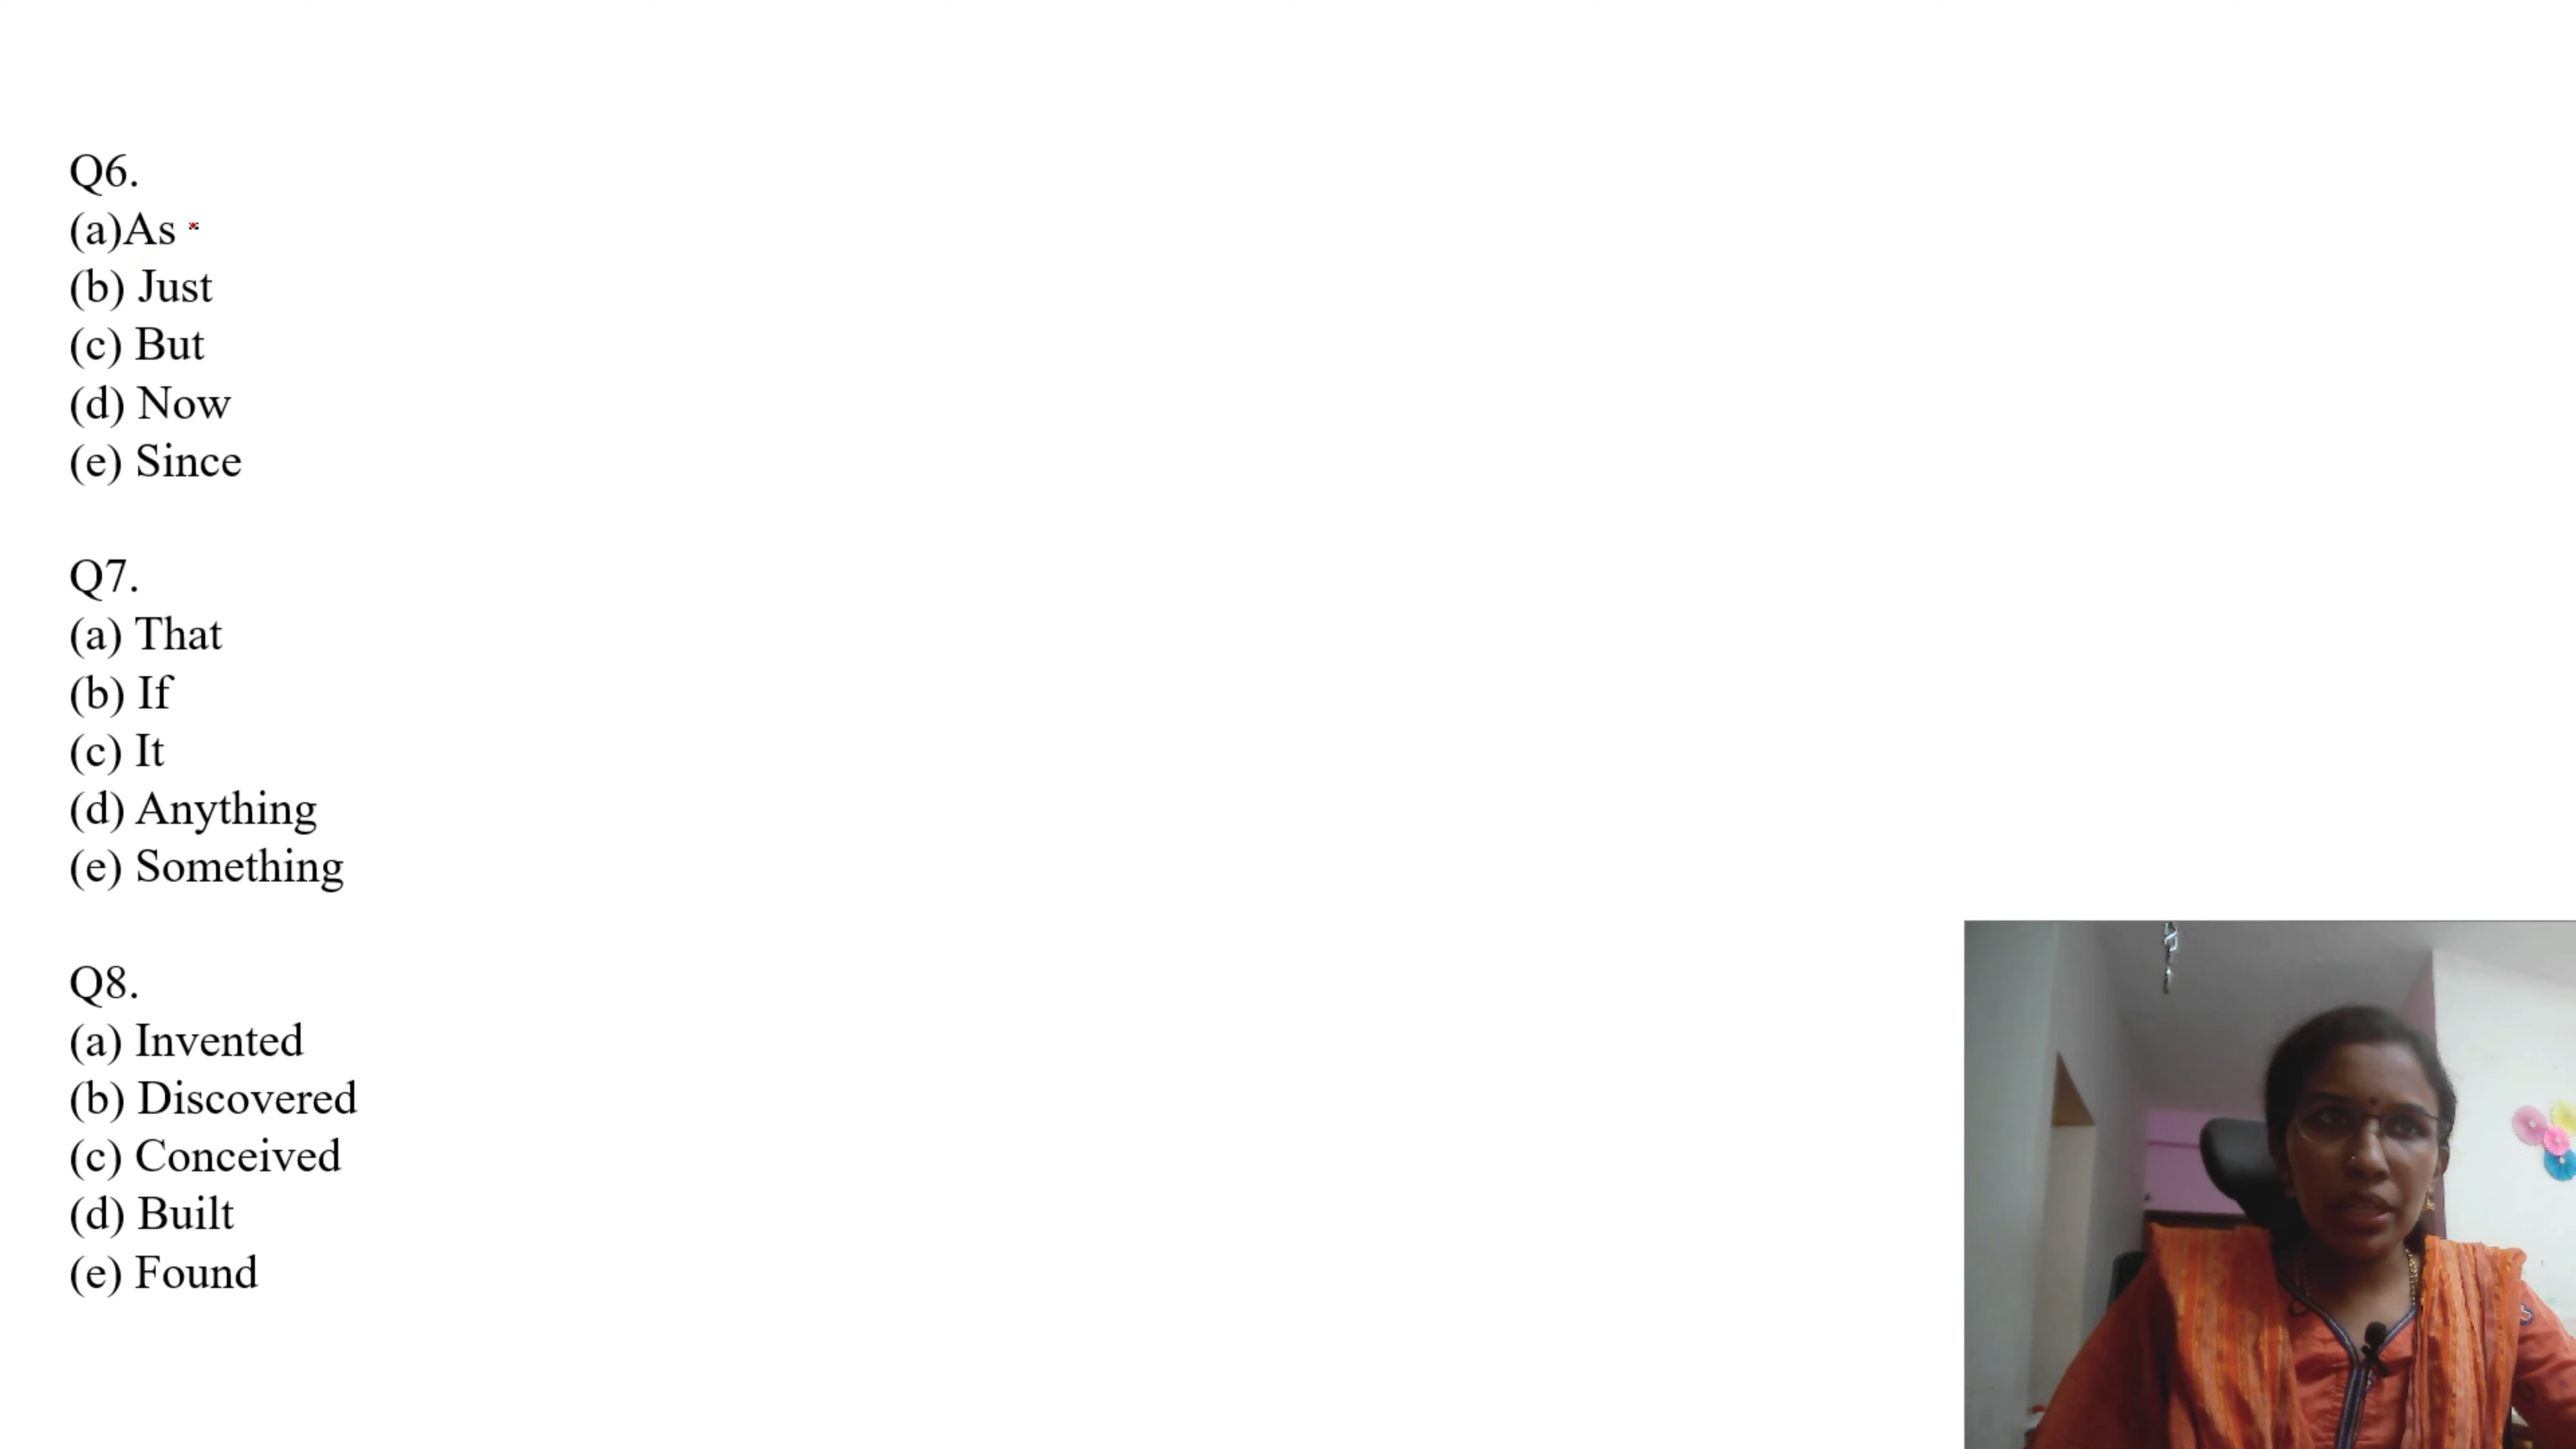 Q6.
(a)As
(b) Just
(c) But
(d) Now
(e) Since
Q7.
(a) That
(b) If
(c) It
(d) Anything
(e) Something
Q8.
(a) Invented
(b) Discovered
(c) Conceived
(d) Built
(e) Found